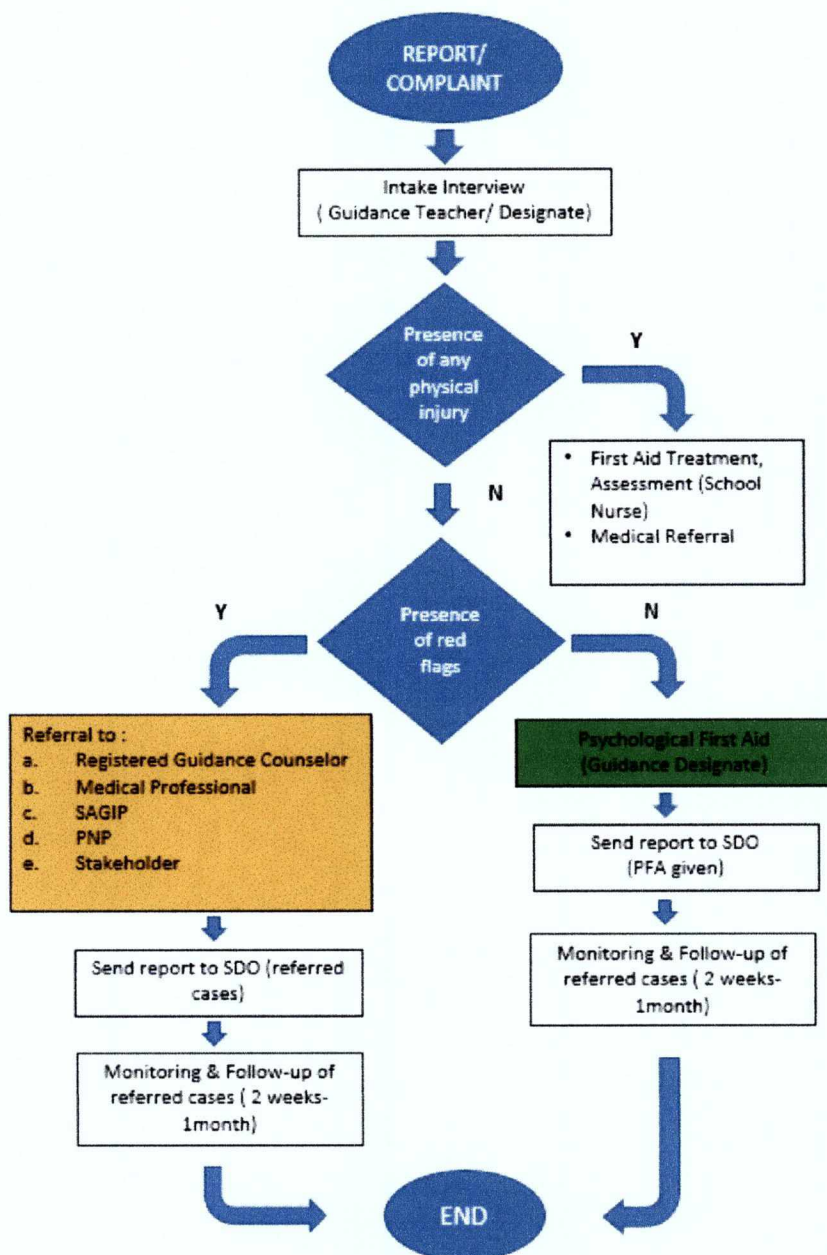 REPORT/
COMPLAINT
Intake Interview
( Guidance Teacher/ Designate)
Presence
of any
physical
injury
Y
• First Aid Treatment,
Assessment (School
Nurse)
• Medical Referral
N
Presence
of red
flags
Y
N
Referral to :
a. Registered Guidance Counselor
b. Medical Professional
c. SAGIP
d. PNP
e. Stakeholder
Send report to SDO (referred
cases)
Monitoring & Follow-up of
referred cases ( 2 weeks-
1month)
Psychological First Aid
(Guidance Designate)
Send report to SDO
(PFA given)
Monitoring & Follow-up of
referred cases ( 2 weeks-
1month)
END